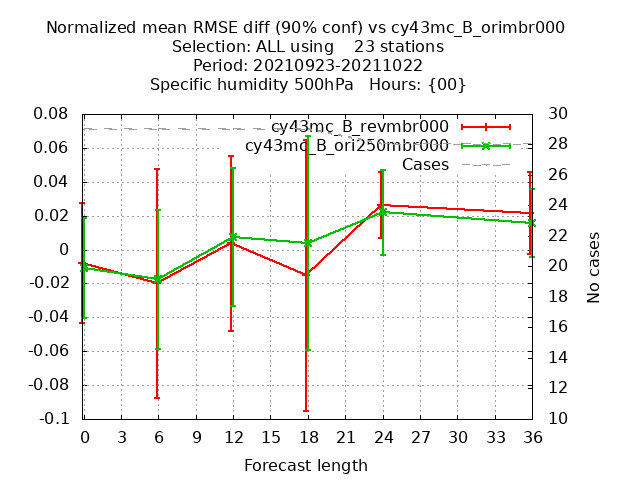 Normalized mean RMSE diff (90% conf) vs cy43mc_B_orimbr000
Selection: ALL using    23 stations
Period: 20210923-20211022
Specific humidity 500hPa   Hours: {00}
cy43mc_B_revmbr000
cy43mc_B_ori250mbr000
Cases
0.08
0.06
0.04
0.02
0
-0.02
-0.04
-0.06
-0.08
-0.1
30
28
26
24
22
20
18
16
14
12
10
No cases
0 3 6 9 12 15 18 21 24 27 30 33 36
Forecast length